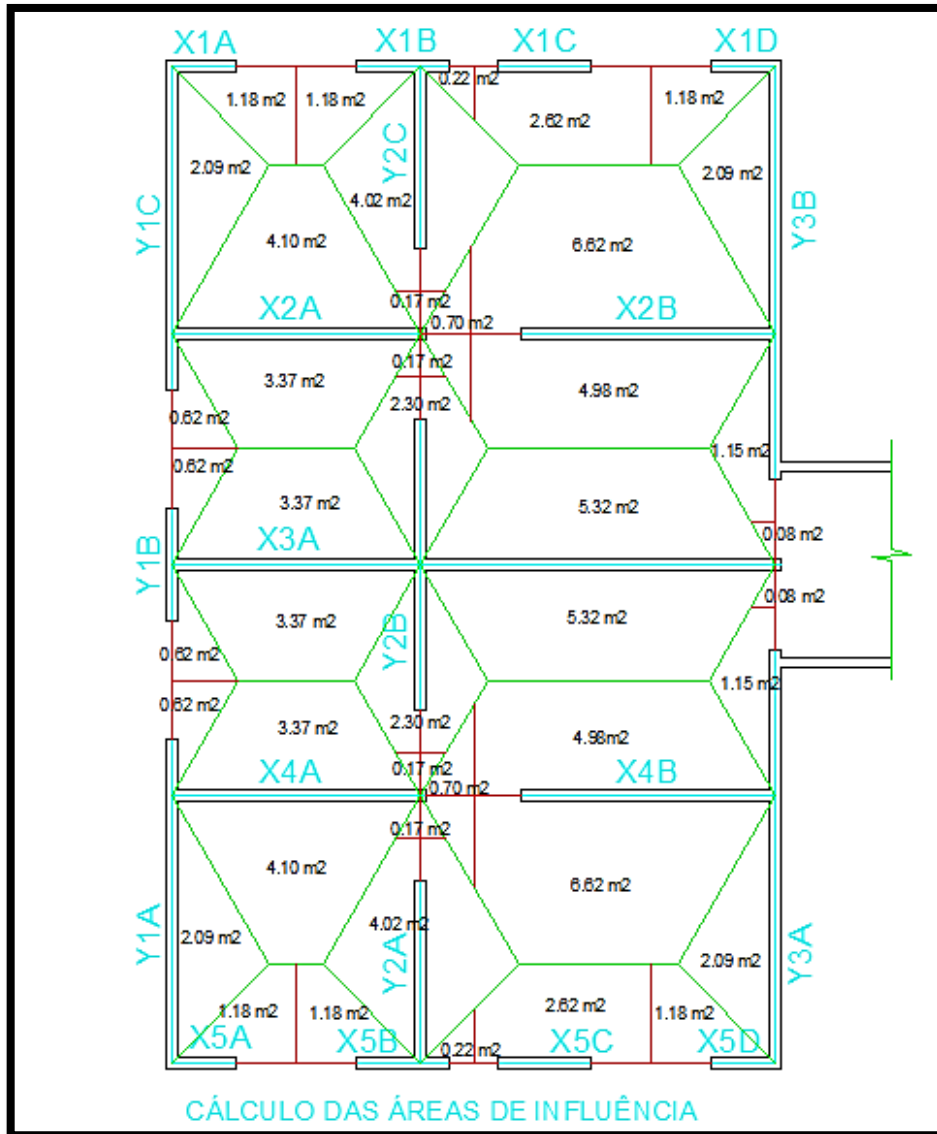 X1A X1B X1C X1D
0.22 m2
1.18 m2 1.18 m2 2.62 m2 1.18 m2
Y2C
2.09 m2 4.02 m2 2.09 m2
Y1C Y3B
4.10 m2 6.62 m2
X2A 0.17 m2 X2B
0.70 m2
0.17 m2
3.37 m2 2.30 m2 4.98 m2
0.62 m2 1.15 m2
0.62 m2
3.37 m2 5.32 m2
X3A 0.08 m2
Y1B
0.08 m2
3.37 m2 Y2B 5.32 m2
0.62 m2
0.62 m2 1.15 m2
3.37 m2 2.30 m2 4.98m2
X4A 0.17 m2 X4B
0.70 m2
0.17 m2
4.10 m2 6.62 m2
Y1A 2.09 m2 4.02 m2 Y2A 2.09 m2 Y3A
1.18 m2 1.18 m2 2.62 m2 1.18 m2
X5A X5B 0.22 m2 X5C X5D
CÁLCULO DAS ÁREAS DE INFLUÊNCIA